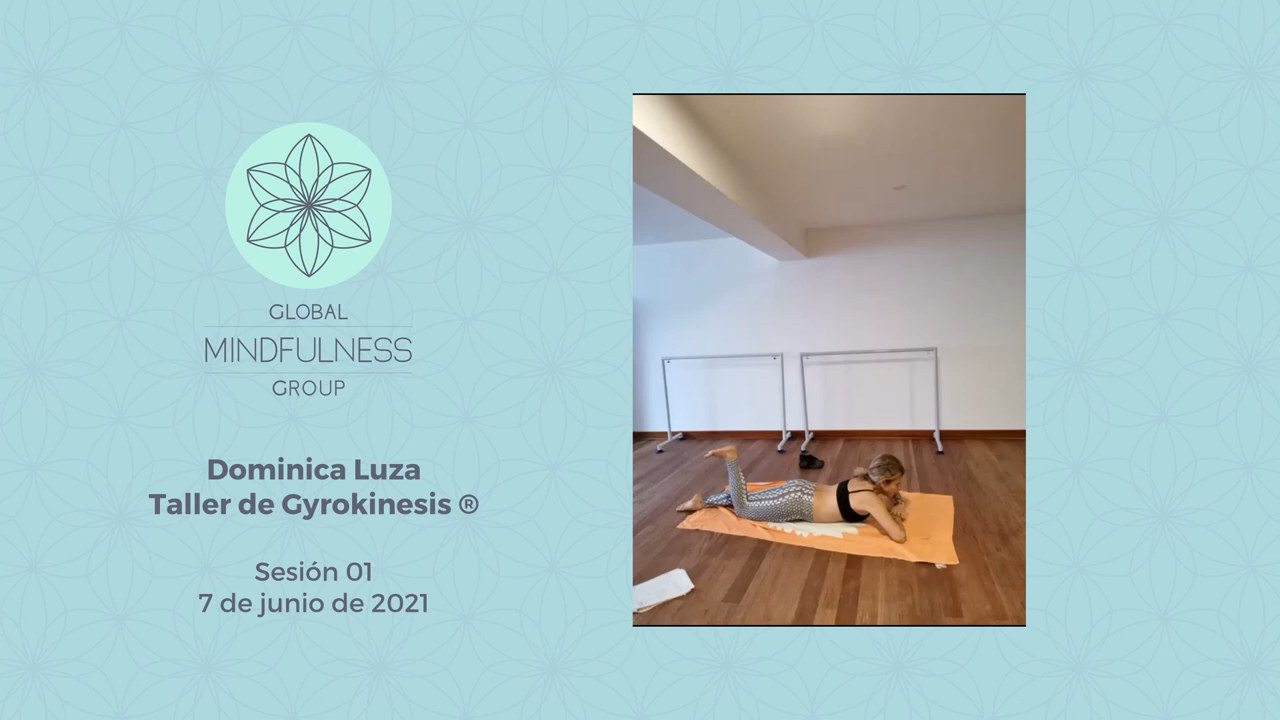 GLOBAL
MINDFULNESS
GROUP
Dominica Luza
Taller de Gyrokinesis ®
Sesión 01
7 de junio de 2021